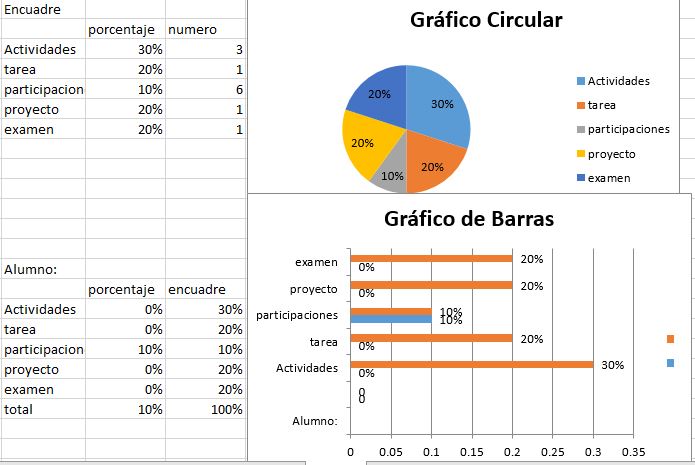 Encuadre
porcentaje numero
Actividades 30% 3
tarea 20% 1
participacion 10% 6
proyecto 20% 1
examen 20% 1
Alumno:
porcentaje encuadre
Actividades 0% 30%
tarea 0% 20%
participacion 10% 10%
proyecto 0% 20%
examen 0% 20%
total 10% 100%
Gráfico Circular
20%
30%
20%
10%
20%
Actividades
tarea
participaciones
proyecto
examen
Gráfico de Barras
examen 20%
0%
proyecto 20%
0%
participaciones 10%
10%
tarea 20%
0%
Actividades 30%
0%
0
0
Alumno:
0 0.05 0.1 0.15 0.2 0.25 0.3 0.35